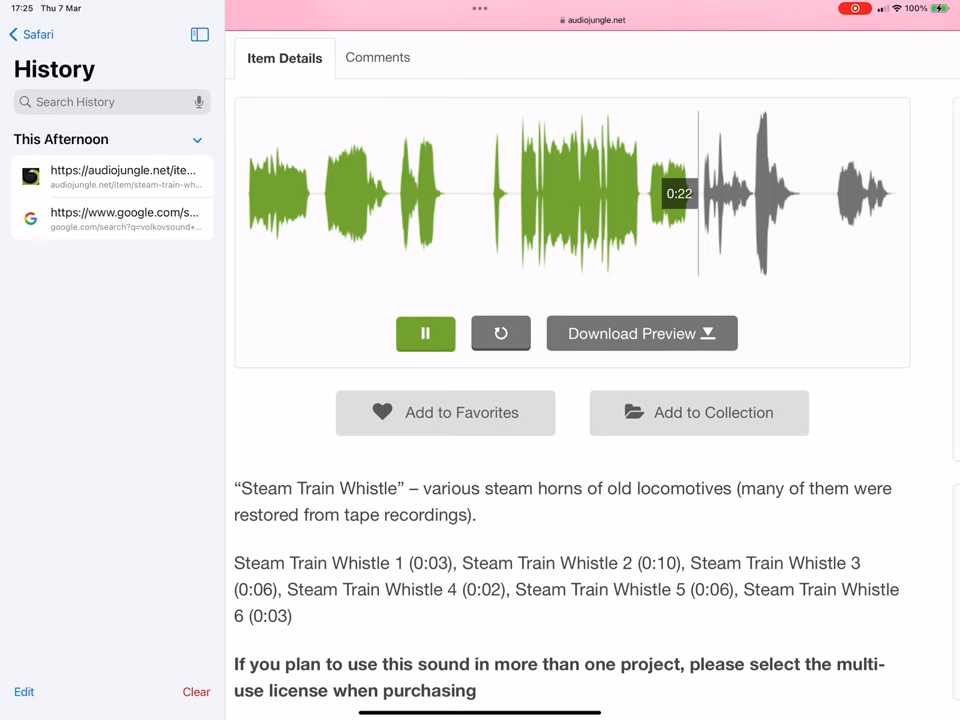 17:25 Thu 7 Mar
100%
Safari
History
Search History
This Afternoon
https://audiojungle.net/ite...
audiojungle.net/item/steam-train-wh...
https://www.google.com/s...
google.com/search?q=volkovsound+...
Edit
Clear
audiojungle.net
Item Details
Comments
0:22
Download Preview
Add to Favorites
Add to Collection
“Steam Train Whistle” – various steam horns of old locomotives (many of them were
restored from tape recordings).
Steam Train Whistle 1 (0:03), Steam Train Whistle 2 (0:10), Steam Train Whistle 3
(0:06), Steam Train Whistle 4 (0:02), Steam Train Whistle 5 (0:06), Steam Train Whistle
6 (0:03)
If you plan to use this sound in more than one project, please select the multi-
use license when purchasing